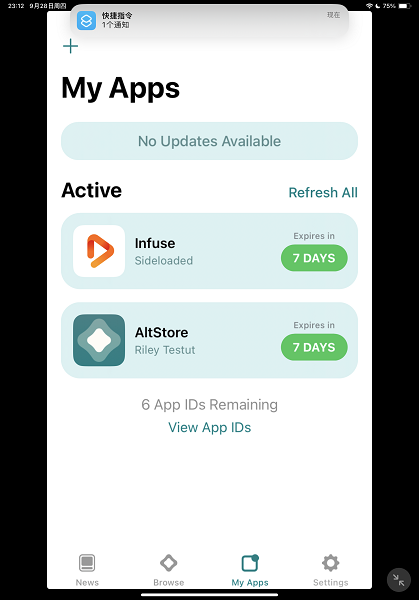 23:12 9月28日周四
75%
快捷指令
现在
1个通知
My Apps
No Updates Available
Active
Refresh All
Infuse
Sideloaded
Expires in
7 DAYS
AltStore
Riley Testut
Expires in
7 DAYS
6 App IDs Remaining
View App IDs
News
Browse
My Apps
Settings